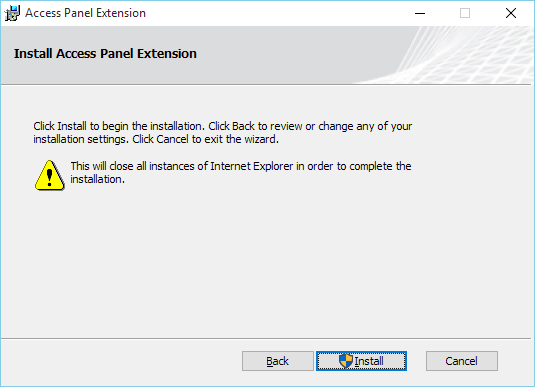 Access Panel Extension
Install Access Panel Extension
Click Install to begin the installation. Click Back to review or change any of your
installation settings. Click Cancel to exit the wizard.
This will close all instances of Internet Explorer in order to complete the
installation.
Back
Install
Cancel